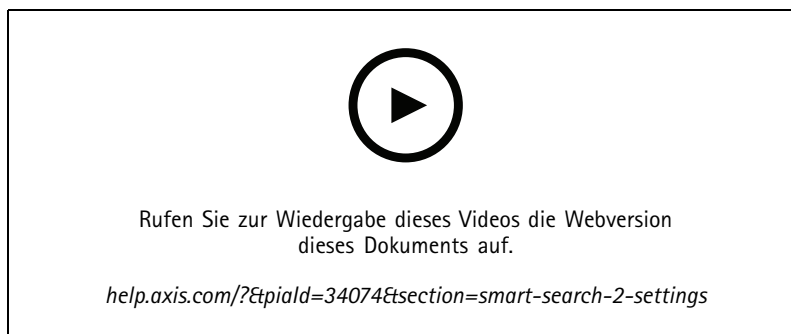 Rufen Sie zur Wiedergabe dieses Videos die Webversion
dieses Dokuments auf.
help.axis.com/?&piaId=34074&section=smart-search-2-settings